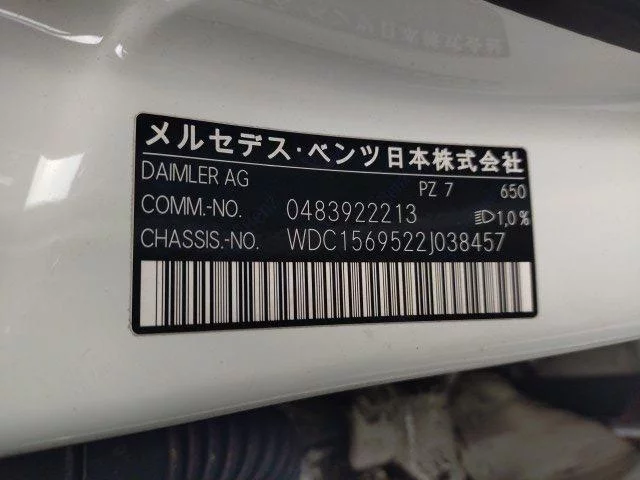 メルセデス・ベンツ日本株式会社
DAIMLER AG PZ 7 650
COMM.-NO. 0483922213 1,0 %
CHASSIS.-NO. WDC1569522J038457